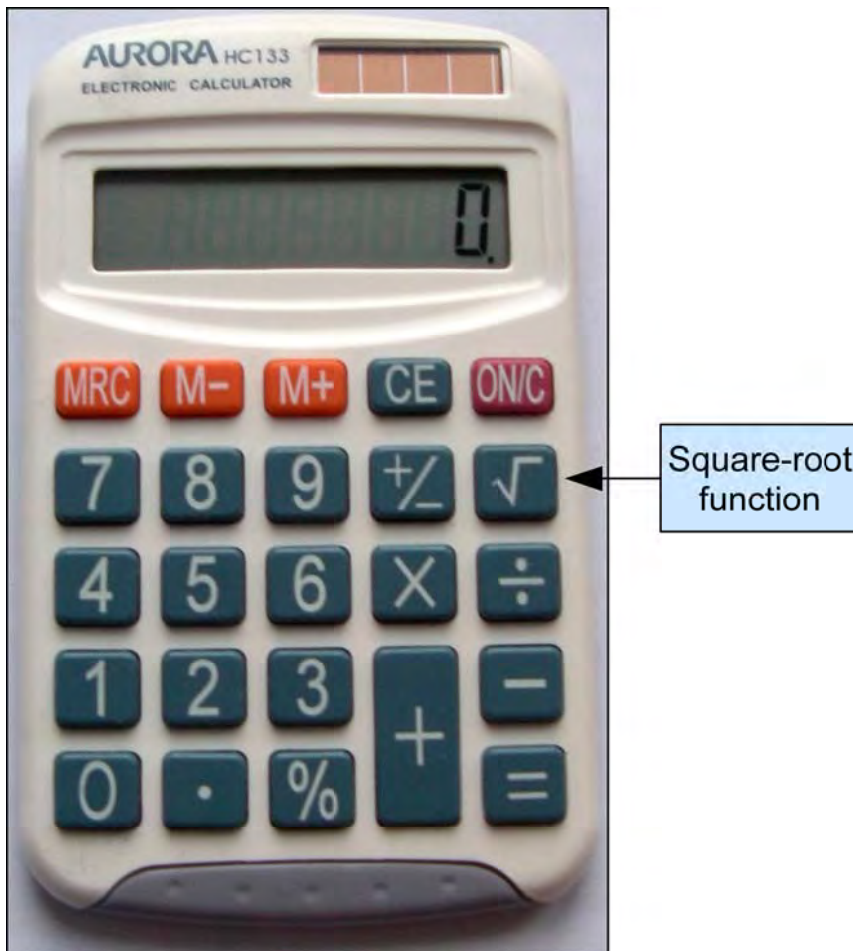 AURORA HC133
ELECTRONIC CALCULATOR
0.
MRC M− M+ CE ON/C
7 8 9 +/− √
Square-root
function
4 5 6 X ÷
1 2 3 + −
0 . % =